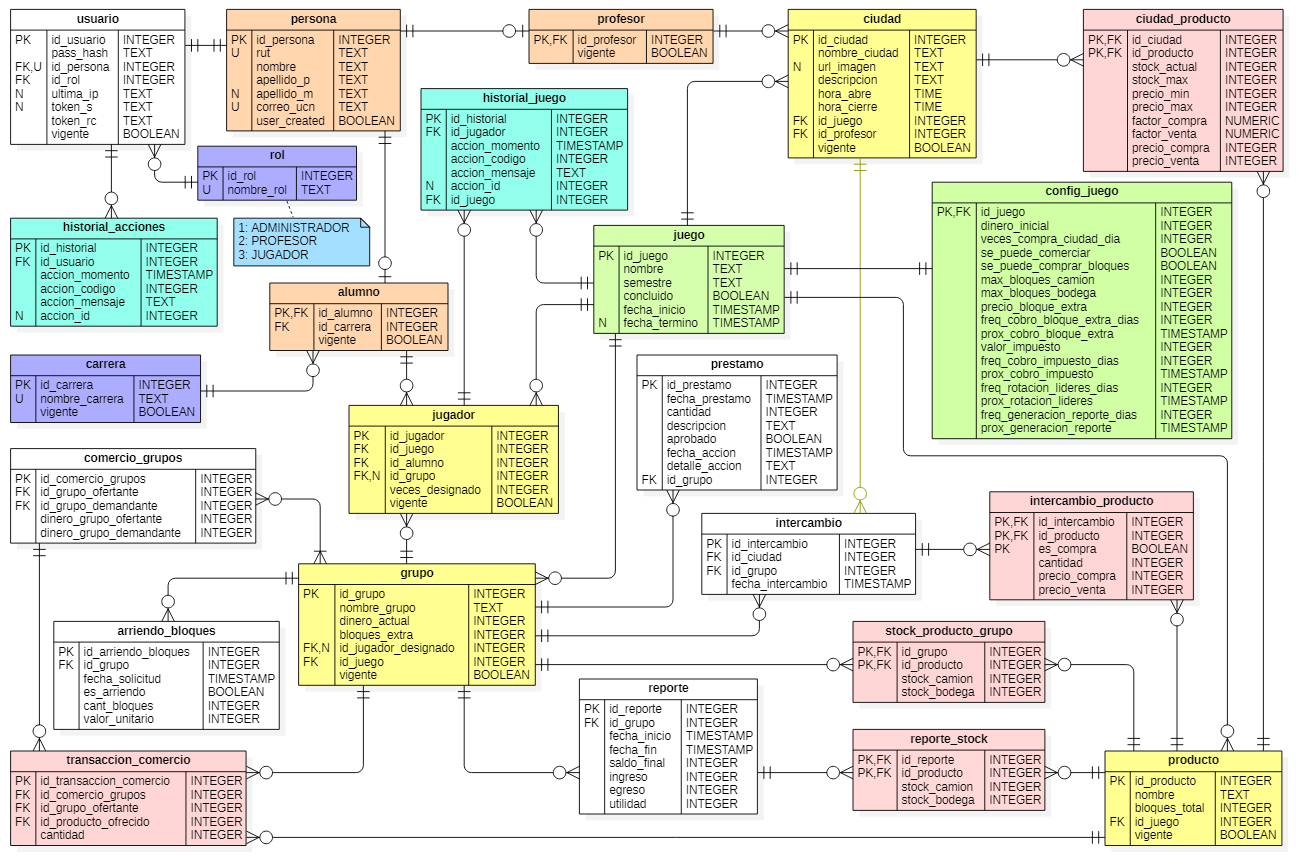 usuario
PK id_usuario INTEGER
pass_hash TEXT
FK,U id_persona INTEGER
FK id_rol INTEGER
N ultima_ip TEXT
N token_s TEXT
token_rc TEXT
vigente BOOLEAN
persona
PK id_persona INTEGER
U rut TEXT
nombre TEXT
apellido_p TEXT
N apellido_m TEXT
U correo_ucn TEXT
user_created BOOLEAN
profesor
PK,FK id_profesor INTEGER
vigente BOOLEAN
ciudad
PK id_ciudad INTEGER
nombre_ciudad TEXT
N url_imagen TEXT
descripcion TEXT
hora_abre TIME
hora_cierre TIME
FK id_juego INTEGER
FK id_profesor INTEGER
vigente BOOLEAN
ciudad_producto
PK,FK id_ciudad INTEGER
PK,FK id_producto INTEGER
stock_actual INTEGER
stock_max INTEGER
precio_min INTEGER
precio_max INTEGER
factor_compra NUMERIC
factor_venta NUMERIC
precio_compra INTEGER
precio_venta INTEGER
historial_juego
PK id_historial INTEGER
FK id_jugador INTEGER
accion_momento TIMESTAMP
accion_codigo INTEGER
accion_mensaje TEXT
N accion_id INTEGER
FK id_juego INTEGER
rol
PK id_rol INTEGER
U nombre_rol TEXT
1: ADMINISTRADOR
2: PROFESOR
3: JUGADOR
historial_acciones
PK id_historial INTEGER
FK id_usuario INTEGER
accion_momento TIMESTAMP
accion_codigo INTEGER
accion_mensaje TEXT
N accion_id INTEGER
config_juego
PK,FK id_juego INTEGER
dinero_inicial INTEGER
veces_compra_ciudad_dia INTEGER
se_puede_comerciar BOOLEAN
se_puede_comprar_bloques BOOLEAN
max_bloques_camion INTEGER
max_bloques_bodega INTEGER
precio_bloque_extra INTEGER
freq_cobro_bloque_extra_dias INTEGER
prox_cobro_bloque_extra TIMESTAMP
valor_impuesto INTEGER
freq_cobro_impuesto_dias INTEGER
prox_cobro_impuesto TIMESTAMP
freq_rotacion_lideres_dias INTEGER
prox_rotacion_lideres TIMESTAMP
freq_generacion_reporte_dias INTEGER
prox_generacion_reporte TIMESTAMP
juego
PK id_juego INTEGER
nombre TEXT
semestre TEXT
concluido BOOLEAN
fecha_inicio TIMESTAMP
N fecha_termino TIMESTAMP
alumno
PK,FK id_alumno INTEGER
FK id_carrera INTEGER
vigente BOOLEAN
carrera
PK id_carrera INTEGER
U nombre_carrera TEXT
vigente BOOLEAN
prestamo
PK id_prestamo INTEGER
fecha_prestamo TIMESTAMP
cantidad INTEGER
descripcion TEXT
aprobado BOOLEAN
fecha_accion TIMESTAMP
detalle_accion TEXT
FK id_grupo INTEGER
jugador
PK id_jugador INTEGER
FK id_juego INTEGER
FK id_alumno INTEGER
FK,N id_grupo INTEGER
veces_designado INTEGER
vigente BOOLEAN
comercio_grupos
PK id_comercio_grupos INTEGER
FK id_grupo_ofertante INTEGER
FK id_grupo_demandante INTEGER
dinero_grupo_ofertante INTEGER
dinero_grupo_demandante INTEGER
intercambio
PK id_intercambio INTEGER
FK id_ciudad INTEGER
FK id_grupo INTEGER
fecha_intercambio TIMESTAMP
intercambio_producto
PK,FK id_intercambio INTEGER
PK,FK id_producto INTEGER
PK es_compra BOOLEAN
cantidad INTEGER
precio_compra INTEGER
precio_venta INTEGER
grupo
PK id_grupo INTEGER
nombre_grupo TEXT
dinero_actual INTEGER
bloques_extra INTEGER
FK,N id_jugador_designado INTEGER
FK id_juego INTEGER
vigente BOOLEAN
arriendo_bloques
PK id_arriendo_bloques INTEGER
FK id_grupo INTEGER
fecha_solicitud TIMESTAMP
es_arriendo BOOLEAN
cant_bloques INTEGER
valor_unitario INTEGER
stock_producto_grupo
PK,FK id_grupo INTEGER
PK,FK id_producto INTEGER
stock_camion INTEGER
stock_bodega INTEGER
reporte
PK id_reporte INTEGER
FK id_grupo INTEGER
fecha_inicio TIMESTAMP
fecha_fin TIMESTAMP
saldo_final INTEGER
ingreso INTEGER
egreso INTEGER
utilidad INTEGER
reporte_stock
PK,FK id_reporte INTEGER
PK,FK id_producto INTEGER
stock_camion INTEGER
stock_bodega INTEGER
transaccion_comercio
PK id_transaccion_comercio INTEGER
FK id_comercio_grupos INTEGER
FK id_grupo_ofertante INTEGER
FK id_producto_ofrecido INTEGER
cantidad INTEGER
producto
PK id_producto INTEGER
nombre TEXT
bloques_total INTEGER
FK id_juego INTEGER
vigente BOOLEAN